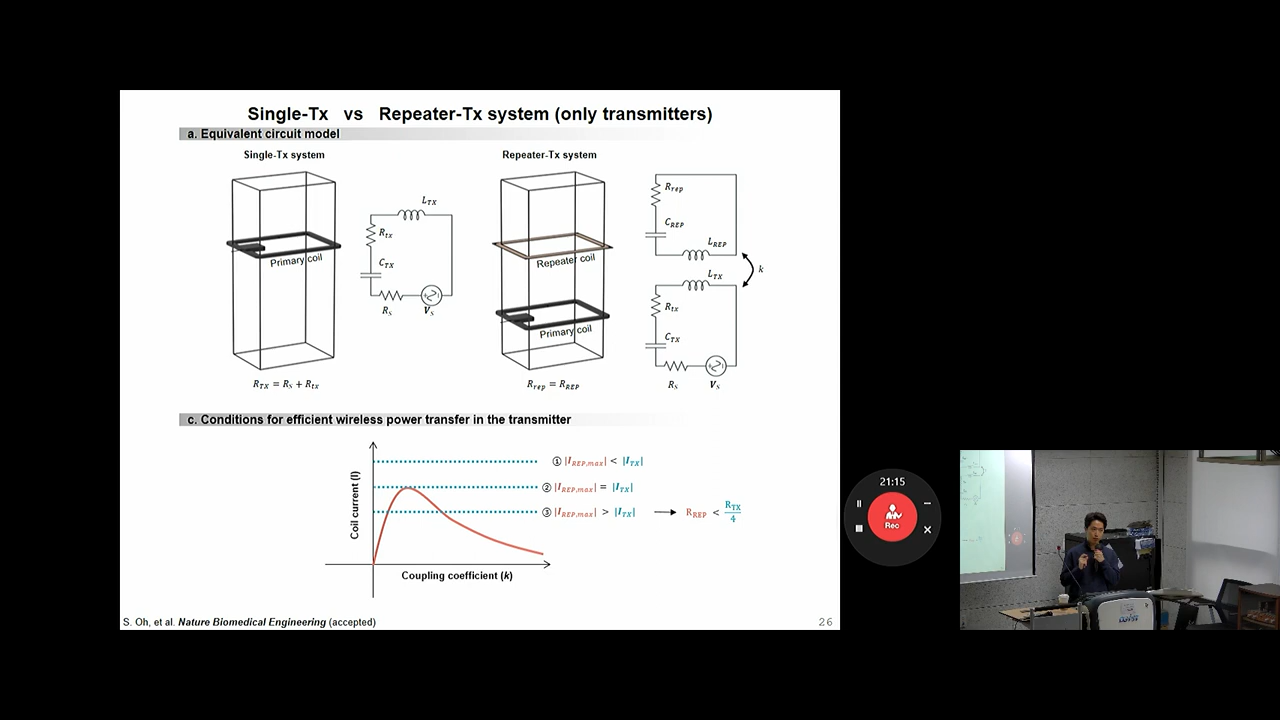 Single-Tx vs Repeater-Tx system (only transmitters)
a. Equivalent circuit model
Single-Tx system
Repeater-Tx system
Primary coil
L_TX
R_tx
C_TX
R_S
V_S
R_TX = R_S + R_tx
Repeater coil
Primary coil
R_rep
C_REP
L_REP
k
L_TX
R_tx
C_TX
R_S
V_S
R_rep = R_REP
c. Conditions for efficient wireless power transfer in the transmitter
Coil current (I)
Coupling coefficient (k)
① |I_REP,max| < |I_TX|
② |I_REP,max| = |I_TX|
③ |I_REP,max| > |I_TX| → R_REP < R_TX/4
S. Oh, et al. Nature Biomedical Engineering (accepted)
26
21:15
Rec